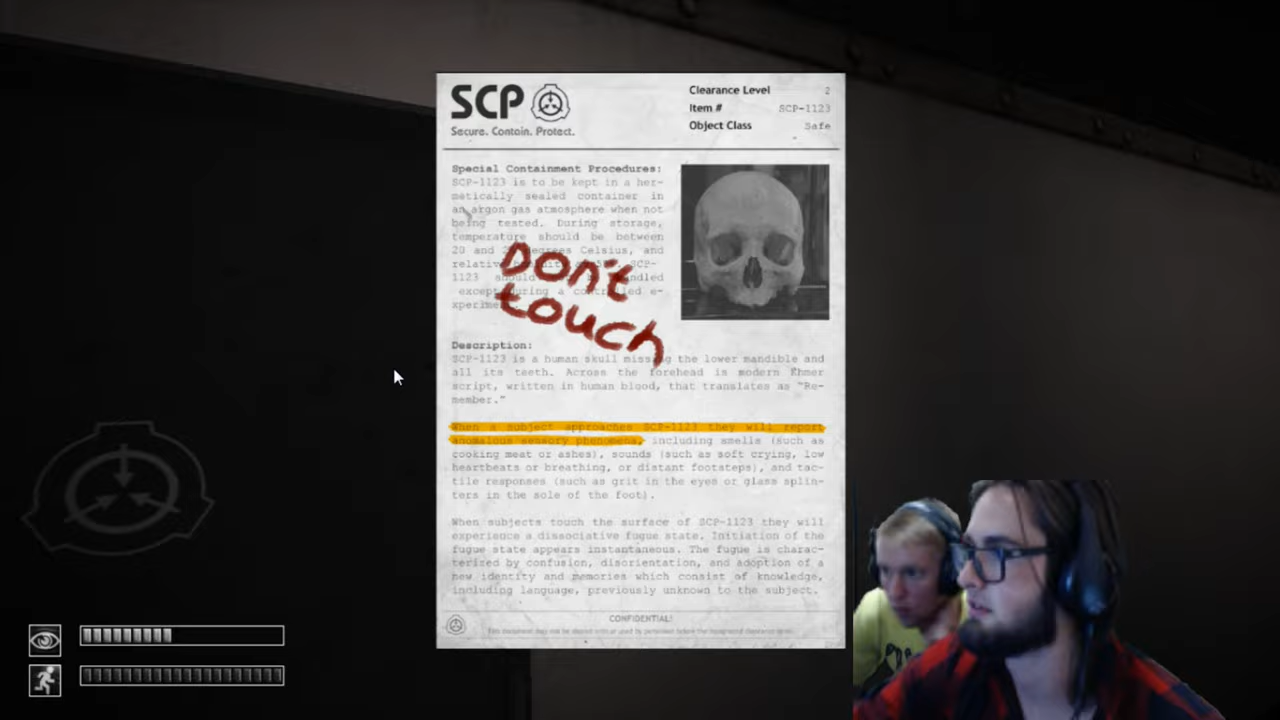 SCP
Secure. Contain. Protect.
Clearance Level 2
Item # SCP-1123
Object Class Safe
Special Containment Procedures:
SCP-1123 is to be kept in a her-
metically sealed container in
an argon gas atmosphere when not
being tested. During storage,
temperature should be between
20 and degrees Celsius, and
relative SCP-
1123 should handled
except during a controlled e-
xperime
Don't
touch
Description:
SCP-1123 is a human skull missing the lower mandible and
all its teeth. Across the forehead is modern Khmer
script, written in human blood, that translates as "Re-
member."
When a subject approaches SCP-1123 they will report
anomalous sensory phenomena, including smells (such as
cooking meat or ashes), sounds (such as soft crying, low
heartbeats or breathing, or distant footsteps), and tac-
tile responses (such as grit in the eyes or glass splin-
ters in the sole of the foot).
When subjects touch the surface of SCP-1123 they will
experience a dissociative fugue state. Initiation of the
fugue state appears instantaneous. The fugue is charac-
terized by confusion, disorientation, and adoption of a
new identity and memories which consist of knowledge,
including language, previously unknown to the subject.
CONFIDENTIAL!